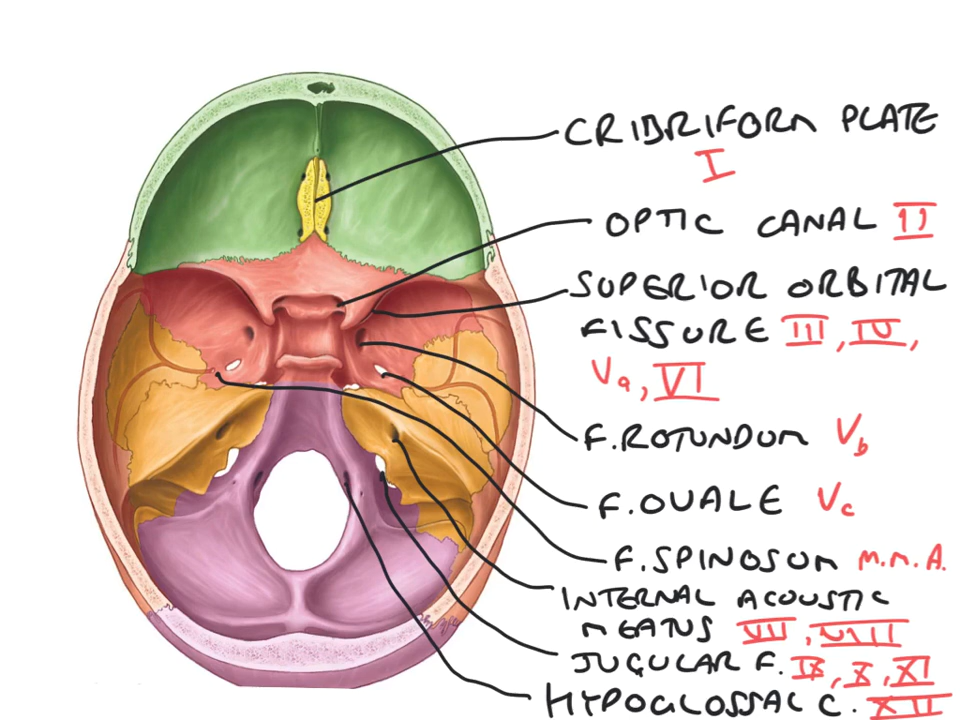 CRIBRIFORM PLATE
I
OPTIC CANAL II
SUPERIOR ORBITAL
FISSURE III, IV,
Va, VI
F. ROTUNDUM Vb
F. OVALE Vc
F. SPINOSUM M.M.A.
INTERNAL ACOUSTIC
MEATUS VII, VIII
JUGULAR F. IX, X, XI
HYPOGLOSSAL C. XII